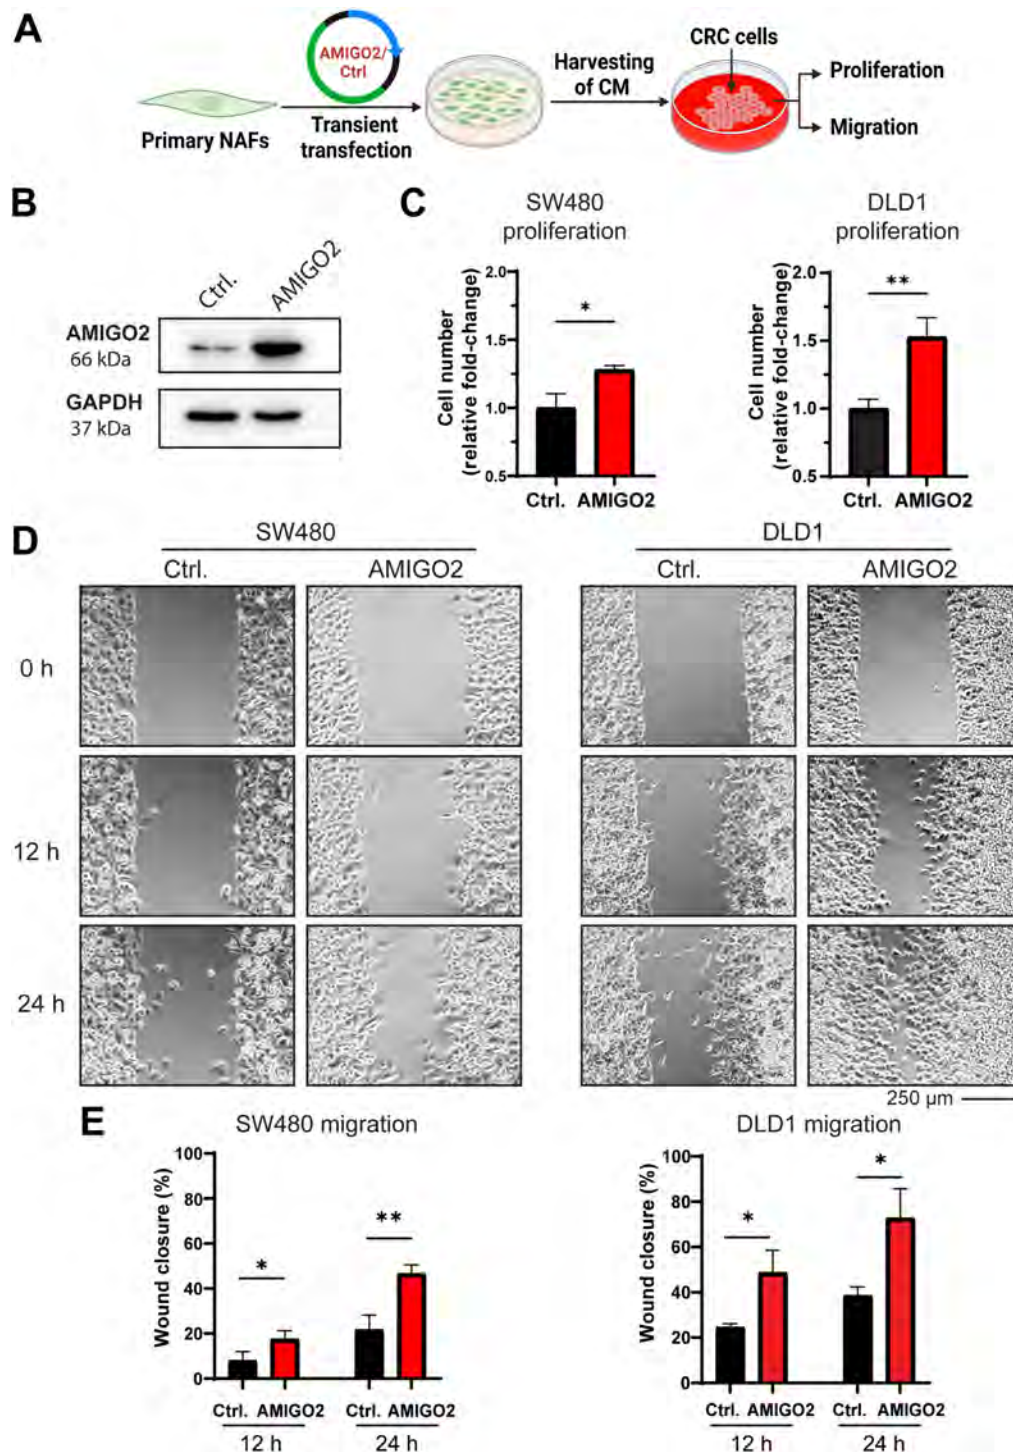 A
AMIGO2/
Ctrl
Primary NAFs
Transient
transfection
Harvesting
of CM
CRC cells
Proliferation
Migration
B
Ctrl.
AMIGO2
AMIGO2
66 kDa
GAPDH
37 kDa
C
SW480
proliferation
Cell number
(relative fold-change)
2.0
1.5
1.0
0.5
*
Ctrl. AMIGO2
DLD1
proliferation
Cell number
(relative fold-change)
2.0
1.5
1.0
0.5
**
Ctrl. AMIGO2
D
SW480
DLD1
Ctrl.
AMIGO2
Ctrl.
AMIGO2
0 h
12 h
24 h
250 µm
E
SW480 migration
Wound closure (%)
100
80
60
40
20
0
*
**
Ctrl. AMIGO2
Ctrl. AMIGO2
12 h
24 h
DLD1 migration
Wound closure (%)
100
80
60
40
20
0
*
*
Ctrl. AMIGO2
Ctrl. AMIGO2
12 h
24 h